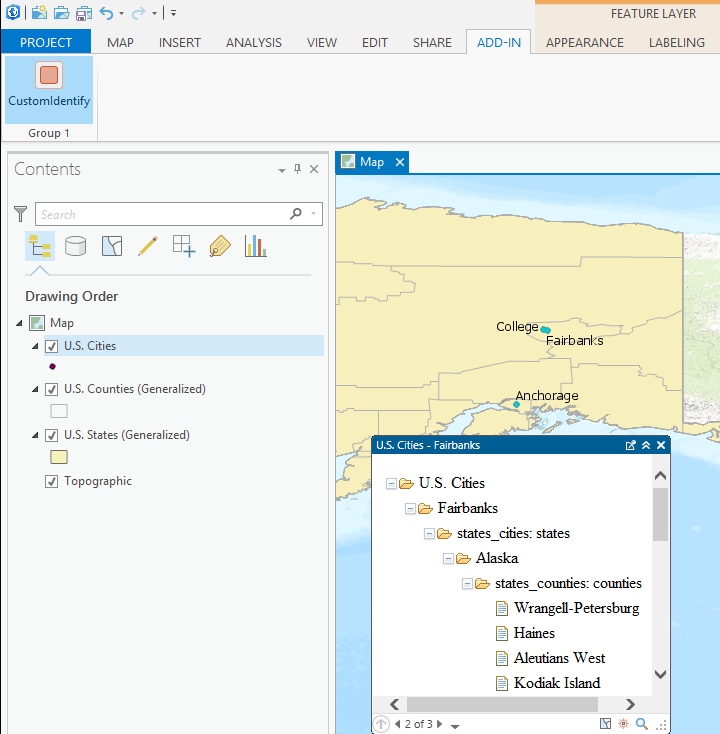 FEATURE LAYER
PROJECT MAP INSERT ANALYSIS VIEW EDIT SHARE ADD-IN APPEARANCE LABELING
CustomIdentify
Group 1
Contents
Search
Drawing Order
Map
U.S. Cities
U.S. Counties (Generalized)
U.S. States (Generalized)
Topographic
Map
College
Fairbanks
Anchorage
U.S. Cities - Fairbanks
U.S. Cities
Fairbanks
states_cities: states
Alaska
states_counties: counties
Wrangell-Petersburg
Haines
Aleutians West
Kodiak Island
2 of 3